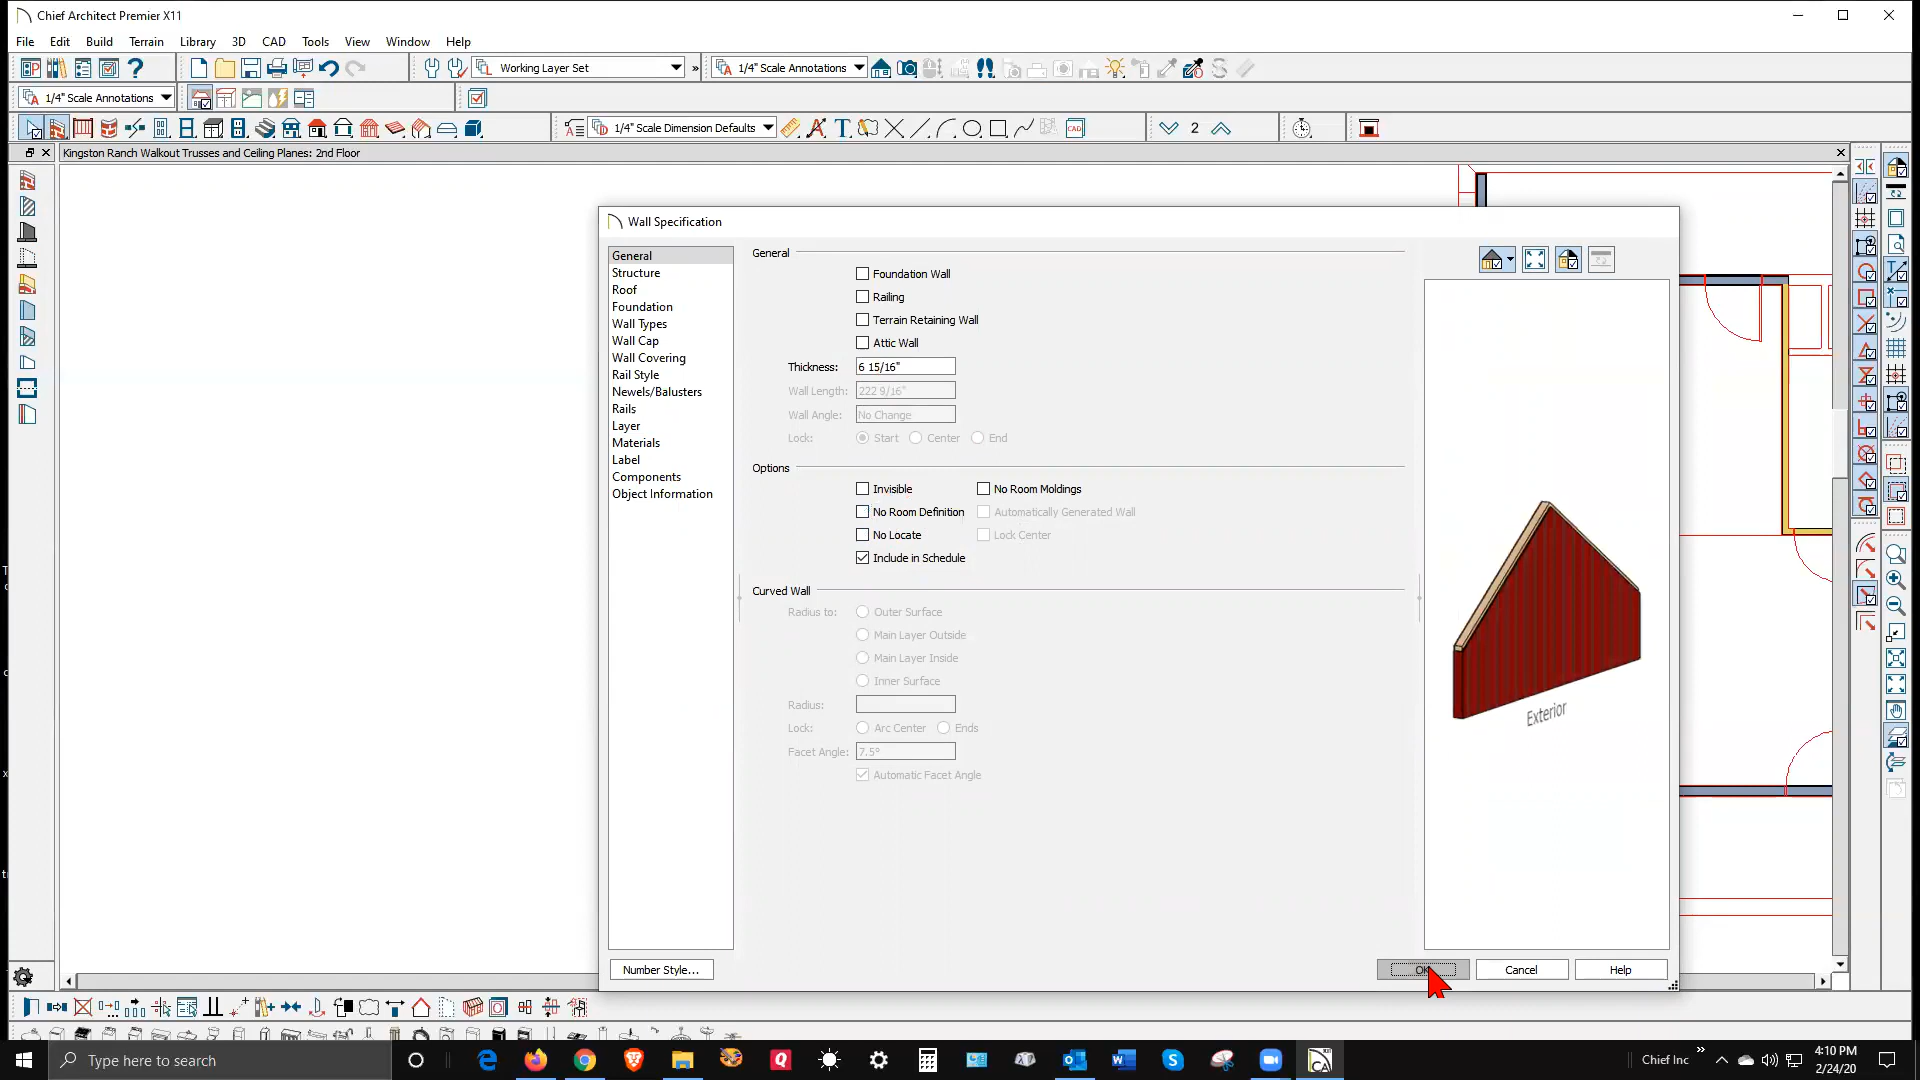 Chief Architect Premier X11
File Edit Build Terrain Library 3D CAD Tools View Window Help
Working Layer Set » 1/4" Scale Annotations
1/4" Scale Annotations
1/4" Scale Dimension Defaults 2
Kingston Ranch Walkout Trusses and Ceiling Planes: 2nd Floor
Wall Specification
General
Structure
Roof
Foundation
Wall Types
Wall Cap
Wall Covering
Rail Style
Newels/Balusters
Rails
Layer
Materials
Label
Components
Object Information
General
Foundation Wall
Railing
Terrain Retaining Wall
Attic Wall
Thickness: 6 15/16"
Wall Length: 222 9/16"
Wall Angle: No Change
Lock: Start Center End
Options
Invisible No Room Moldings
No Room Definition Automatically Generated Wall
No Locate Lock Center
Include in Schedule
Curved Wall
Radius to: Outer Surface
Main Layer Outside
Main Layer Inside
Inner Surface
Radius:
Lock: Arc Center Ends
Facet Angle: 7.5°
Automatic Facet Angle
Exterior
Number Style... OK Cancel Help
Type here to search
Chief Inc »
4:10 PM
2/24/20